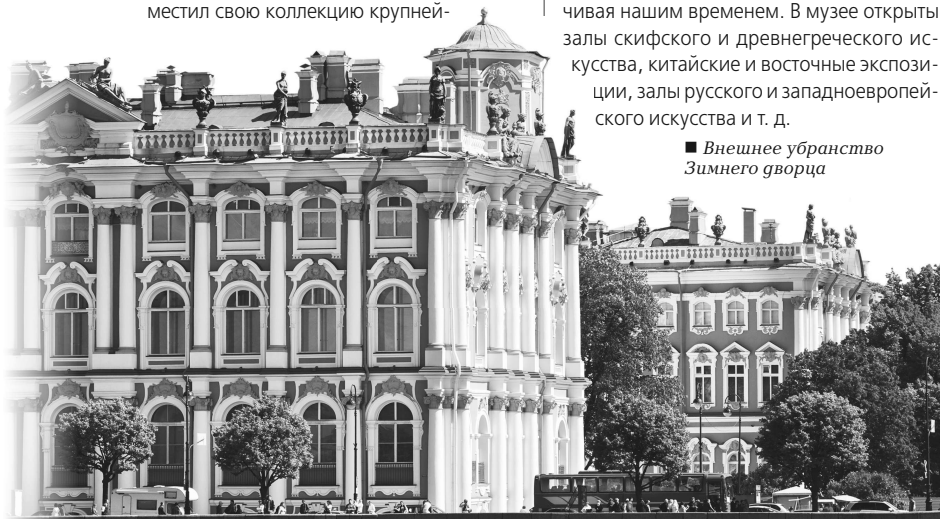 местил свою коллекцию крупней-
чивая нашим временем. В музее открыты
залы скифского и древнегреческого ис-
кусства, китайские и восточные экспози-
ции, залы русского и западноевропей-
ского искусства и т. д.
■ Внешнее убранство
Зимнего дворца